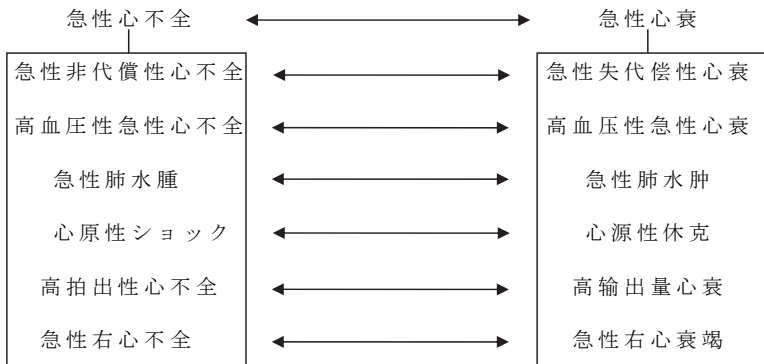 急性心不全 急性心衰
急性非代償性心不全 急性失代偿性心衰
高血圧性急性心不全 高血压性急性心衰
急性肺水腫 急性肺水肿
心原性ショック 心源性休克
高拍出性心不全 高输出量心衰
急性右心不全 急性右心衰竭